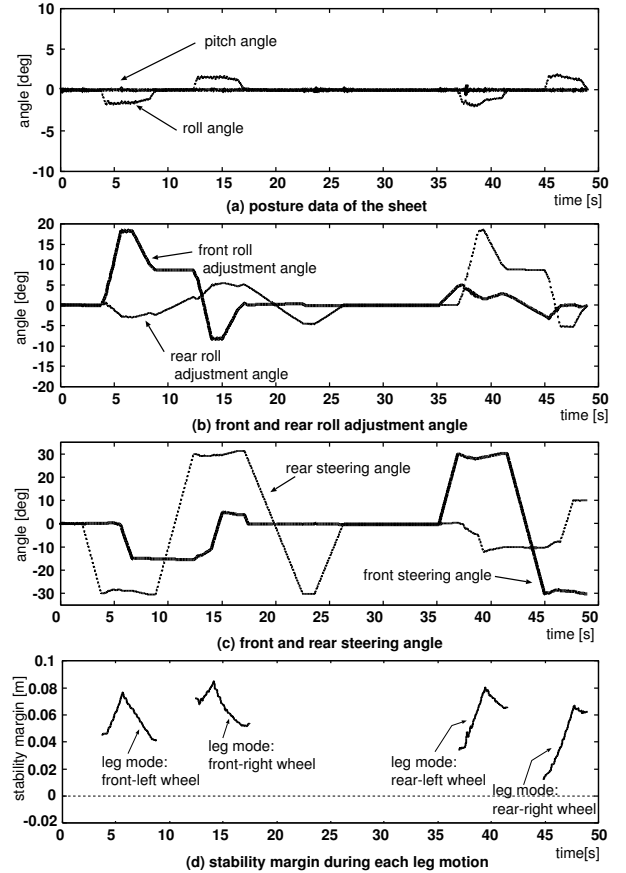 10
5
0
-5
-10
angle [deg]
pitch angle
roll angle
0 5 10 15 20 25 30 35 40 45 50
time [s]
(a) posture data of the sheet
20
15
10
5
0
-5
-10
-15
-20
angle [deg]
front roll
adjustment angle
rear roll
adjustment angle
0 5 10 15 20 25 30 35 40 45 50
time [s]
(b) front and rear roll adjustment angle
30
20
10
0
-10
-20
-30
angle [deg]
rear steering angle
front steering angle
0 5 10 15 20 25 30 35 40 45 50
time [s]
(c) front and rear steering angle
0.1
0.08
0.06
0.04
0.02
0
-0.02
stability margin [m]
leg mode:
front-left wheel
leg mode:
front-right wheel
leg mode:
rear-left wheel
leg mode:
rear-right wheel
0 5 10 15 20 25 30 35 40 45 50
time[s]
(d) stability margin during each leg motion